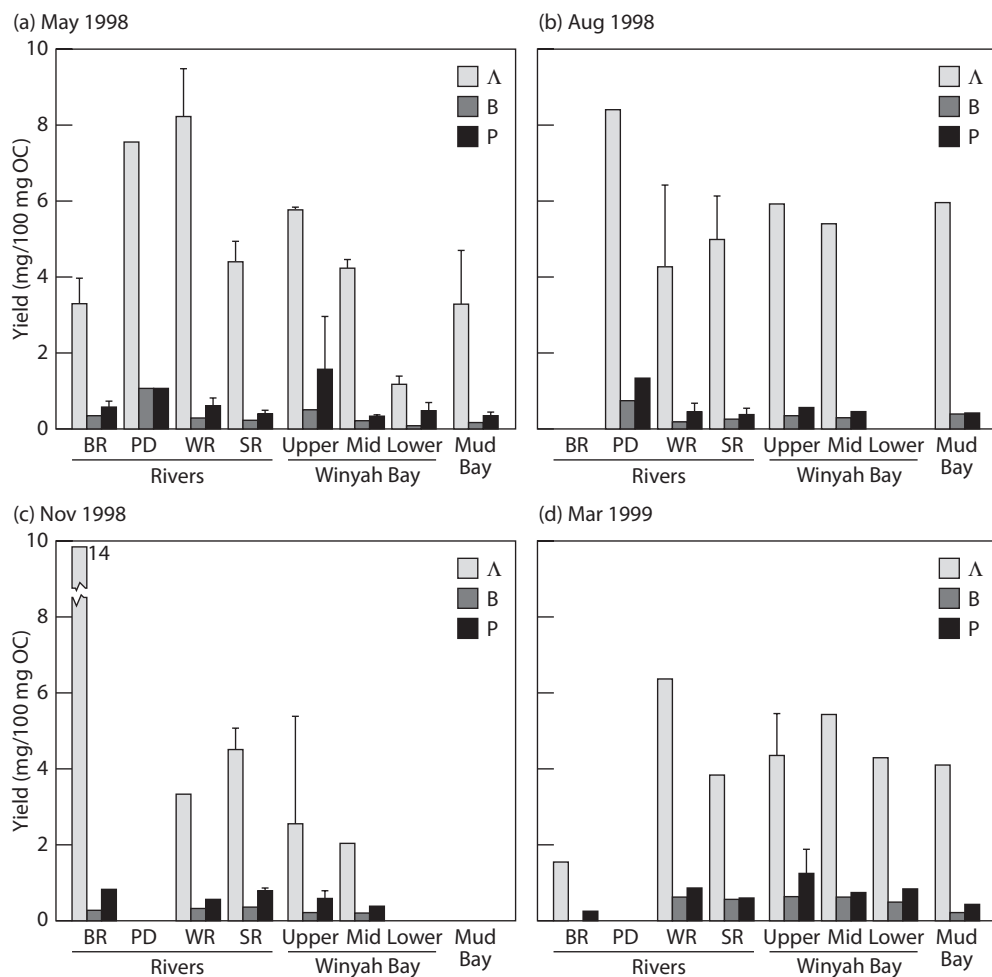 (a) May 1998
10
8
6
4
2
0
Yield (mg/100 mg OC)
Λ
B
P
BR PD WR SR Upper Mid Lower Mud Bay
Rivers Winyah Bay
(b) Aug 1998
Λ
B
P
BR PD WR SR Upper Mid Lower Mud Bay
Rivers Winyah Bay
(c) Nov 1998
10
8
6
4
2
0
Yield (mg/100 mg OC)
14
Λ
B
P
BR PD WR SR Upper Mid Lower Mud Bay
Rivers Winyah Bay
(d) Mar 1999
Λ
B
P
BR PD WR SR Upper Mid Lower Mud Bay
Rivers Winyah Bay